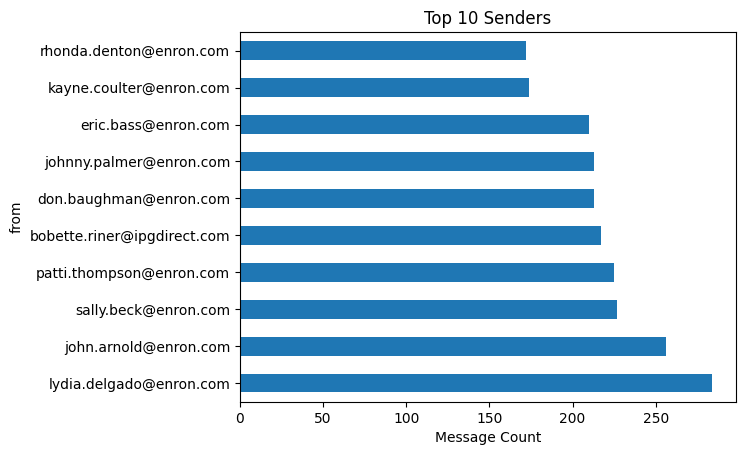 Top 10 Senders
rhonda.denton@enron.com
kayne.coulter@enron.com
eric.bass@enron.com
johnny.palmer@enron.com
don.baughman@enron.com
bobette.riner@ipgdirect.com
patti.thompson@enron.com
sally.beck@enron.com
john.arnold@enron.com
lydia.delgado@enron.com
from
0 50 100 150 200 250
Message Count